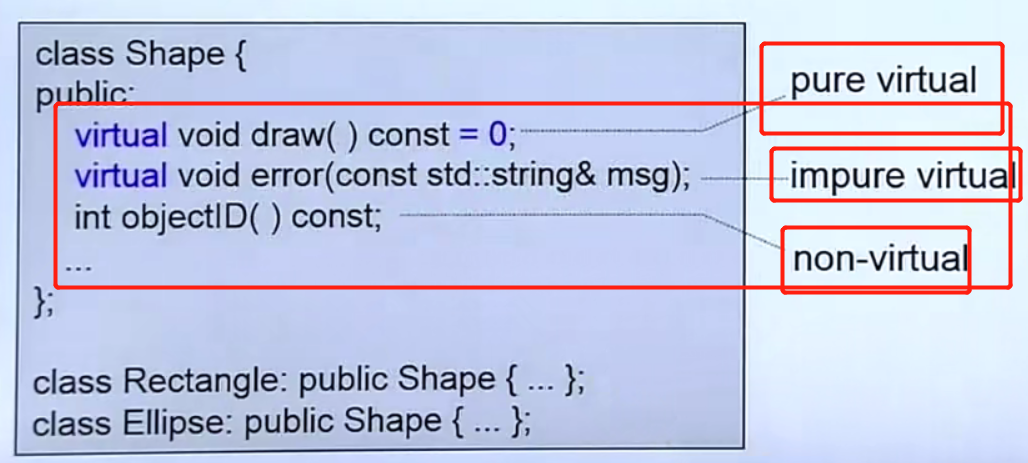 class Shape {
public:
virtual void draw( ) const = 0;
virtual void error(const std::string& msg);
int objectID( ) const;
...
};
class Rectangle: public Shape { ... };
class Ellipse: public Shape { ... };
pure virtual
impure virtual
non-virtual